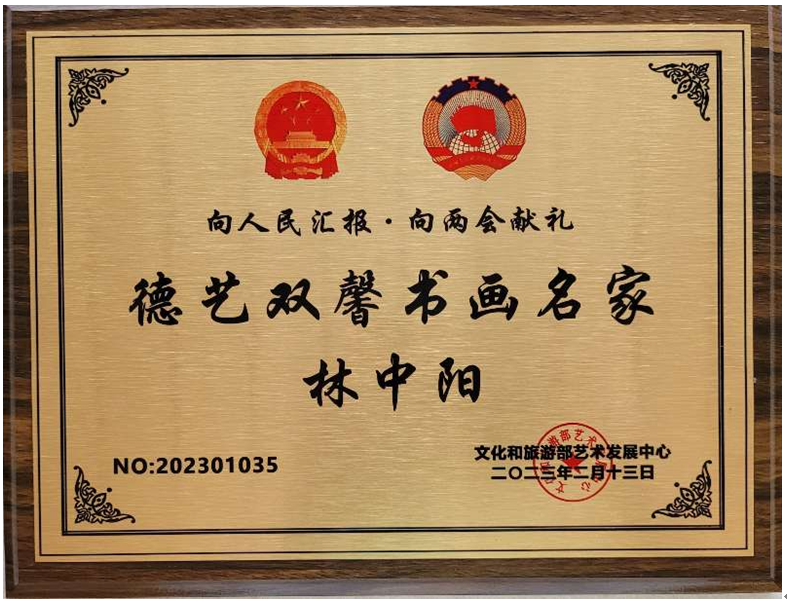 向人民汇报·向两会献礼
德艺双馨书画名家
林中阳
NO:202301035
文化和旅游部艺术发展中心
二〇二三年二月十三日